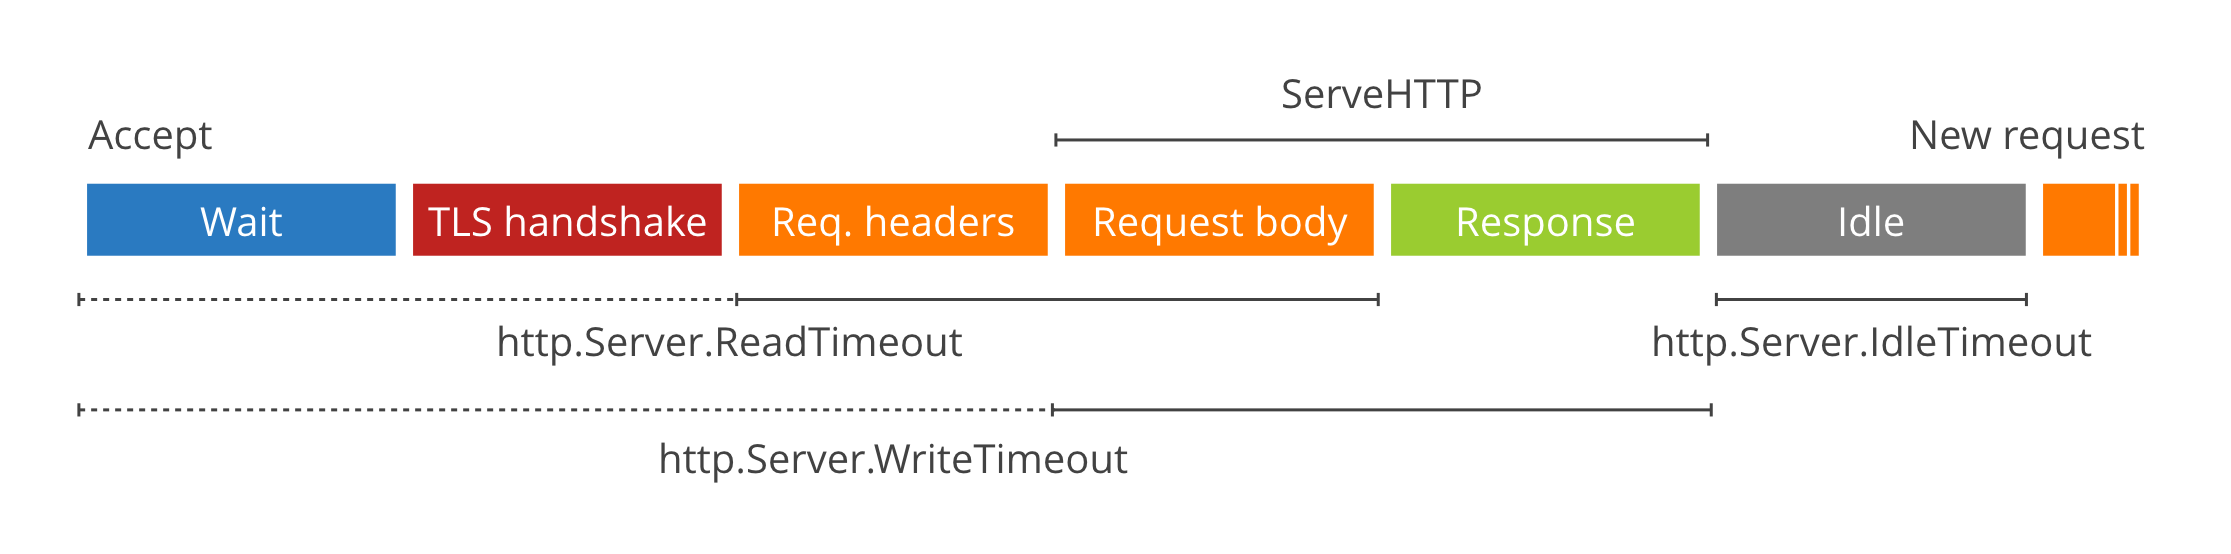 ServeHTTP
Accept
New request
Wait
TLS handshake
Req. headers
Request body
Response
Idle
http.Server.ReadTimeout
http.Server.IdleTimeout
http.Server.WriteTimeout